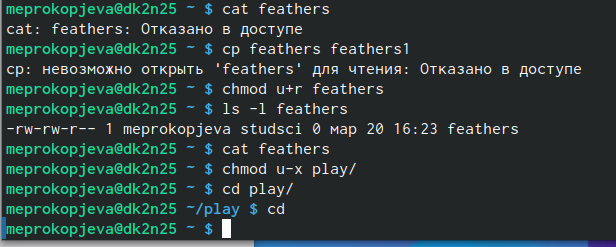 meprokopjeva@dk2n25 ~ $ cat feathers
cat: feathers: Отказано в доступе
meprokopjeva@dk2n25 ~ $ cp feathers feathers1
cp: невозможно открыть 'feathers' для чтения: Отказано в доступе
meprokopjeva@dk2n25 ~ $ chmod u+r feathers
meprokopjeva@dk2n25 ~ $ ls -l feathers
-rw-rw-r-- 1 meprokopjeva studsci 0 мар 20 16:23 feathers
meprokopjeva@dk2n25 ~ $ cat feathers
meprokopjeva@dk2n25 ~ $ chmod u-x play/
meprokopjeva@dk2n25 ~ $ cd play/
meprokopjeva@dk2n25 ~/play $ cd
meprokopjeva@dk2n25 ~ $